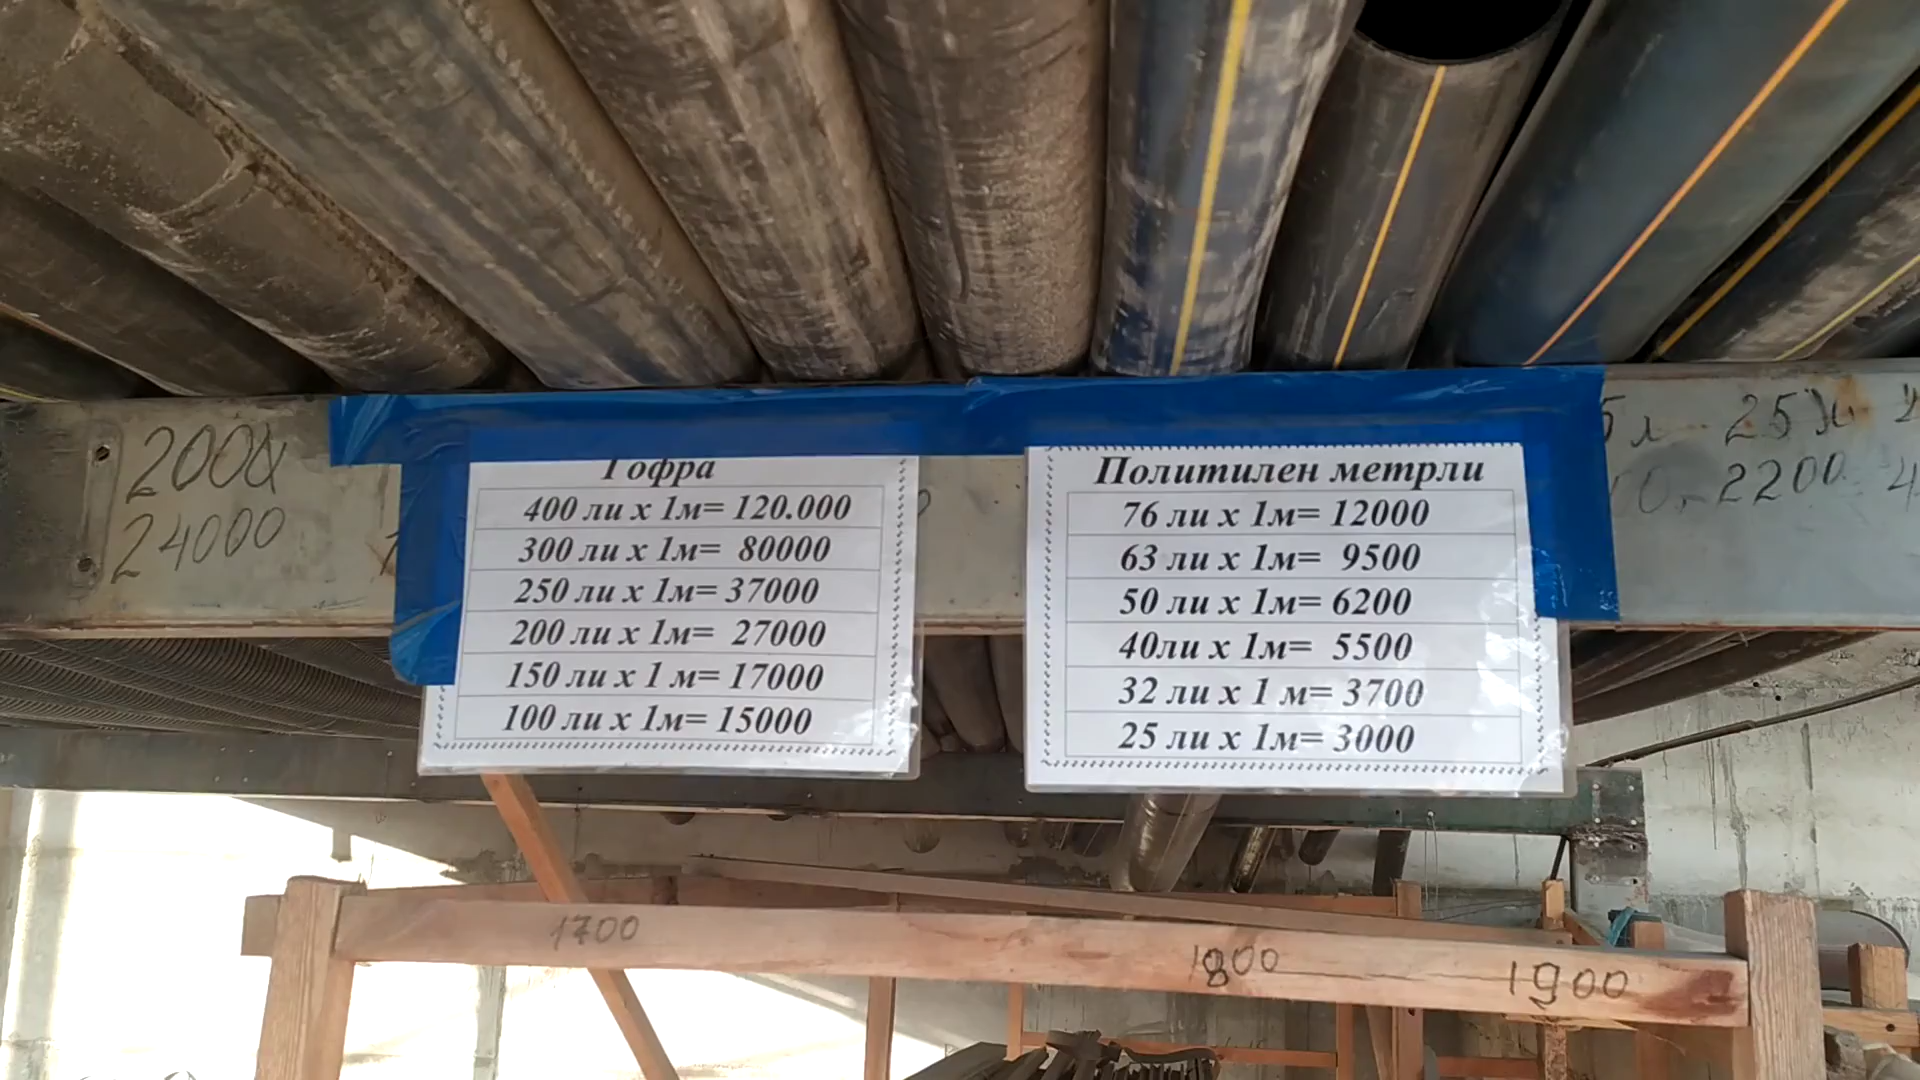 200л
24000
Гофра
400 ли х 1м= 120.000
300 ли х 1м= 80000
250 ли х 1м= 37000
200 ли х 1м= 27000
150 ли х 1 м= 17000
100 ли х 1м= 15000
Политилен метрли
76 ли х 1м= 12000
63 ли х 1м= 9500
50 ли х 1м= 6200
40ли х 1м= 5500
32 ли х 1 м= 3700
25 ли х 1м= 3000
25
2200
1700
1800
1900